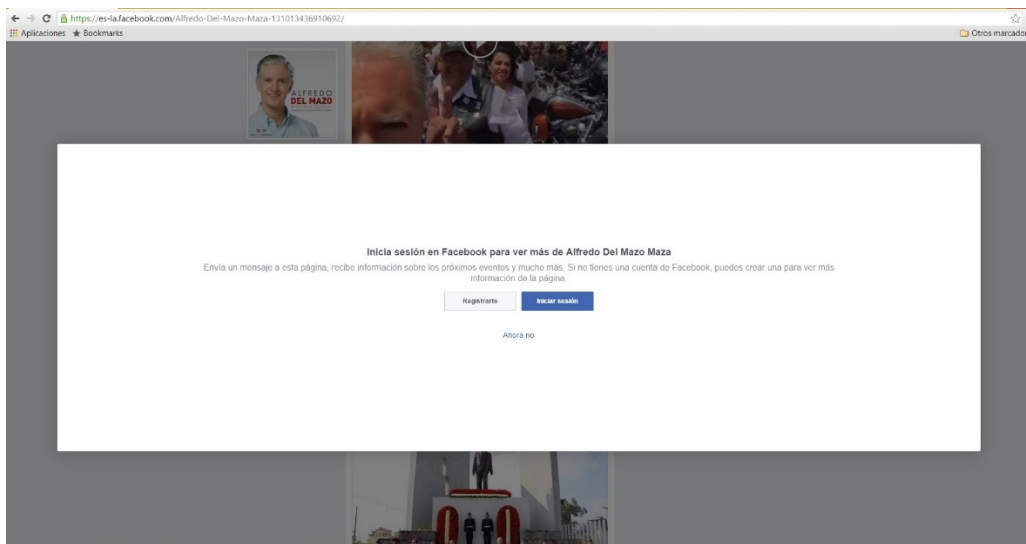 https://es-la.facebook.com/Alfredo-Del-Mazo-Maza-131013436910692/
Aplicaciones Bookmarks Otros marcador
ALFREDO
DEL MAZO
Inicia sesión en Facebook para ver más de Alfredo Del Mazo Maza
Envía un mensaje a esta página, recibe información sobre los próximos eventos y mucho más. Si no tienes una cuenta de Facebook, puedes crear una para ver más
información de la página.
Registrarte Iniciar sesión
Ahora no